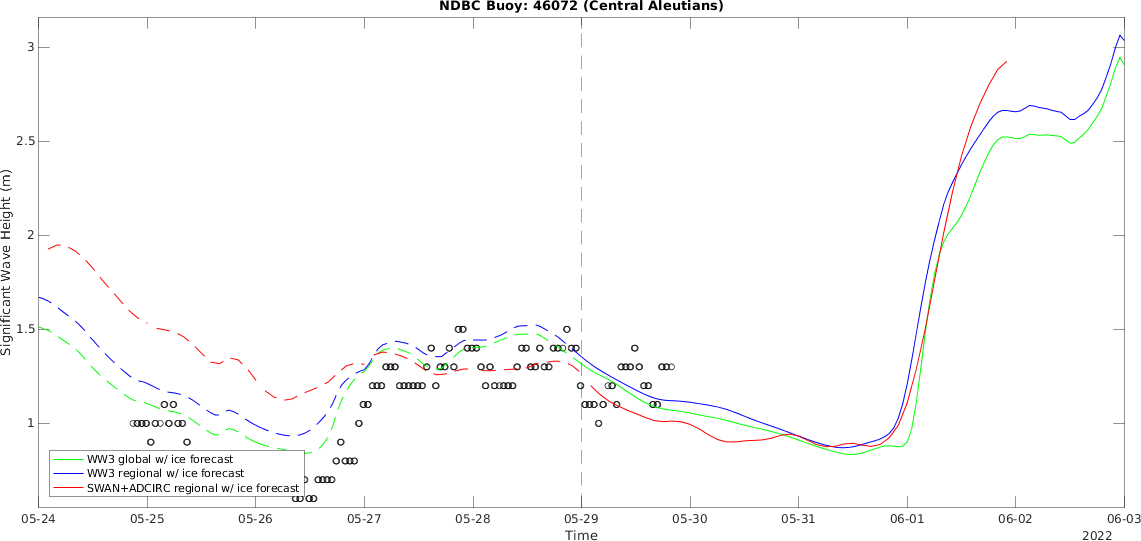 NDBC Buoy: 46072 (Central Aleutians)
3
2.5
2
1.5
1
Significant Wave Height (m)
WW3 global w/ ice forecast
WW3 regional w/ ice forecast
SWAN+ADCIRC regional w/ ice forecast
05-24 05-25 05-26 05-27 05-28 05-29 05-30 05-31 06-01 06-02 06-03
Time
2022